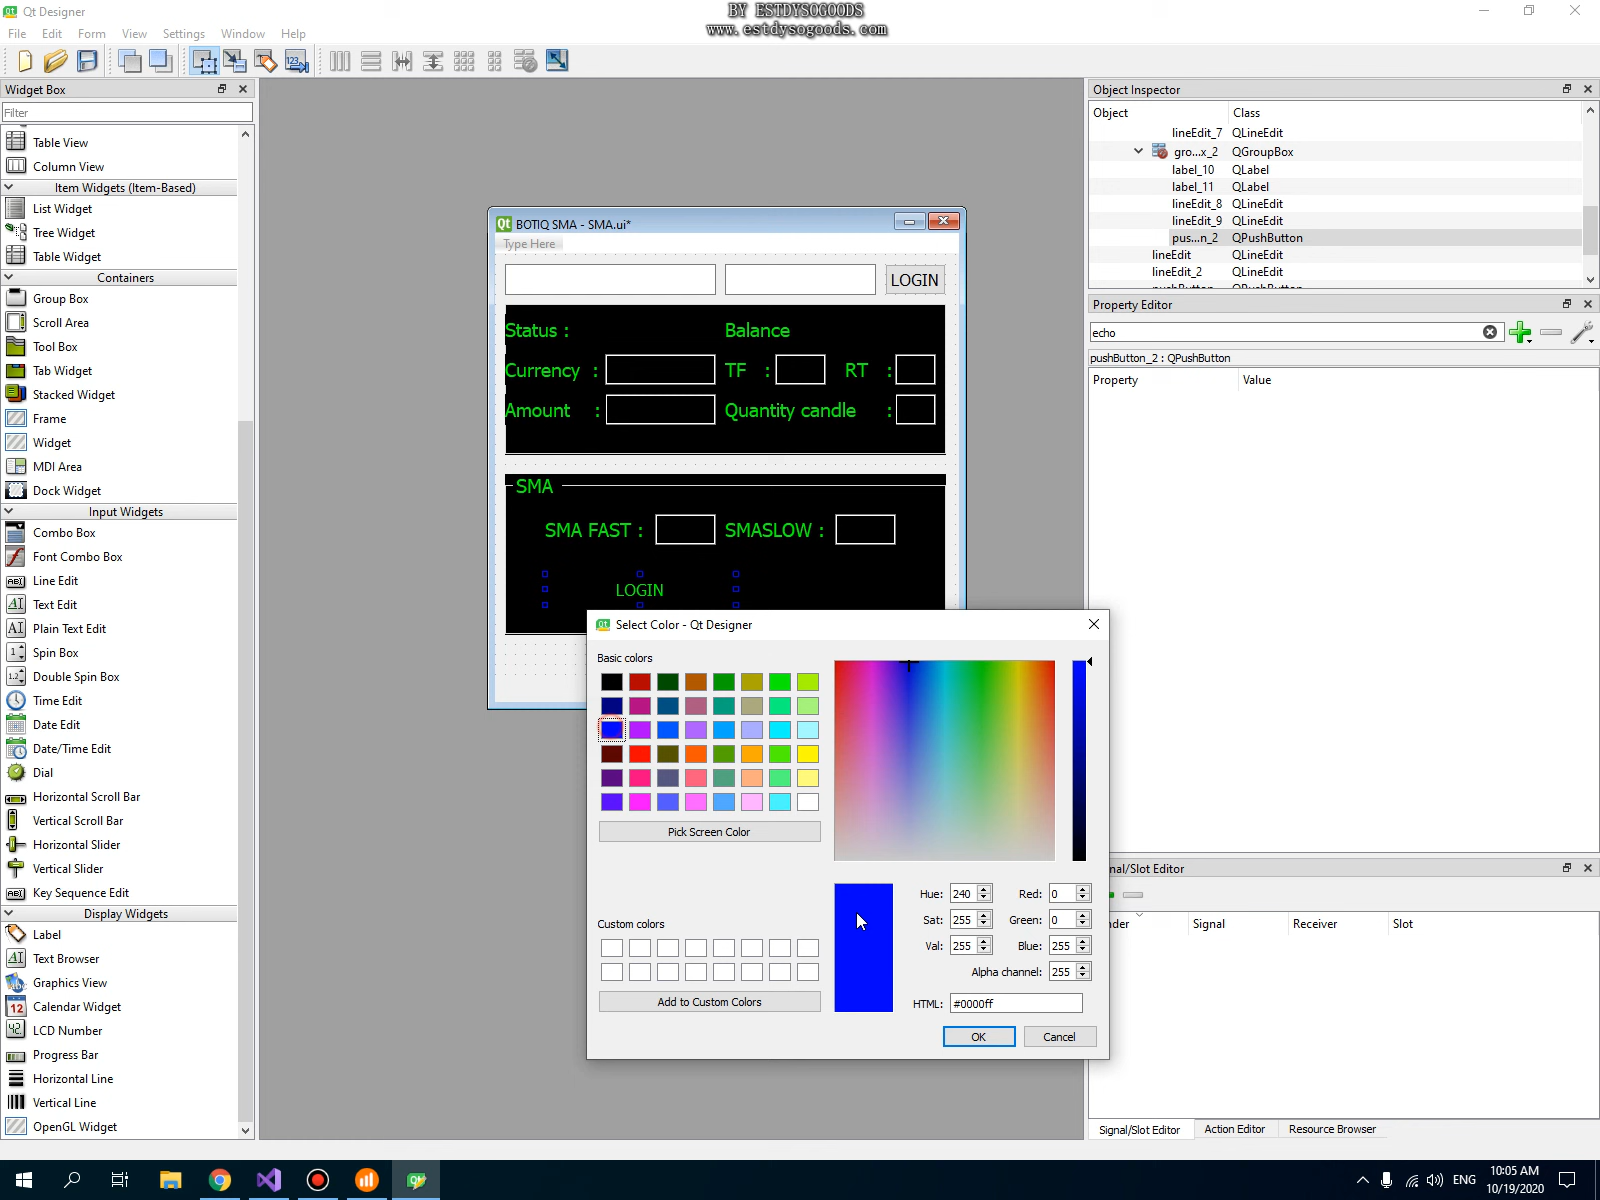 Qt Designer
BY ESTDYSOGOODS
www.estdysogoods.com
File Edit Form View Settings Window Help
Widget Box
Filter
Table View
Column View
Item Widgets (Item-Based)
List Widget
Tree Widget
Table Widget
Containers
Group Box
Scroll Area
Tool Box
Tab Widget
Stacked Widget
Frame
Widget
MDI Area
Dock Widget
Input Widgets
Combo Box
Font Combo Box
Line Edit
Text Edit
Plain Text Edit
Spin Box
Double Spin Box
Time Edit
Date Edit
Date/Time Edit
Dial
Horizontal Scroll Bar
Vertical Scroll Bar
Horizontal Slider
Vertical Slider
Key Sequence Edit
Display Widgets
Label
Text Browser
Graphics View
Calendar Widget
LCD Number
Progress Bar
Horizontal Line
Vertical Line
OpenGL Widget
BOTIQ SMA - SMA.ui*
Type Here
LOGIN
Status : Balance
Currency : TF : RT :
Amount : Quantity candle :
SMA
SMA FAST : SMASLOW :
LOGIN
Select Color - Qt Designer
Basic colors
Pick Screen Color
Custom colors
Add to Custom Colors
Hue: 240 Red: 0
Sat: 255 Green: 0
Val: 255 Blue: 255
Alpha channel: 255
HTML: #0000ff
OK Cancel
Object Inspector
Object Class
lineEdit_7 QLineEdit
gro...x_2 QGroupBox
label_10 QLabel
label_11 QLabel
lineEdit_8 QLineEdit
lineEdit_9 QLineEdit
pus...n_2 QPushButton
lineEdit QLineEdit
lineEdit_2 QLineEdit
Property Editor
echo
pushButton_2 : QPushButton
Property Value
nal/Slot Editor
der Signal Receiver Slot
Signal/Slot Editor Action Editor Resource Browser
ENG
10:05 AM
10/19/2020